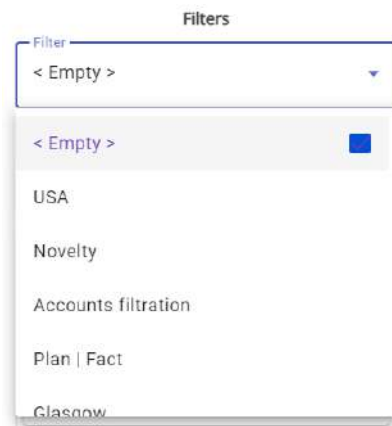 Filters
Filter
< Empty >
< Empty >
USA
Novelty
Accounts filtration
Plan | Fact
Glasgow